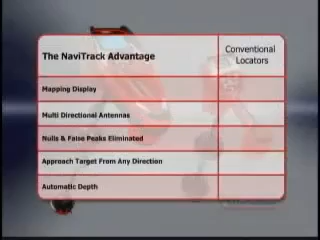 The NaviTrack Advantage
Conventional
Locators
Mapping Display
Multi Directional Antennas
Nulls & False Peaks Eliminated
Approach Target From Any Direction
Automatic Depth